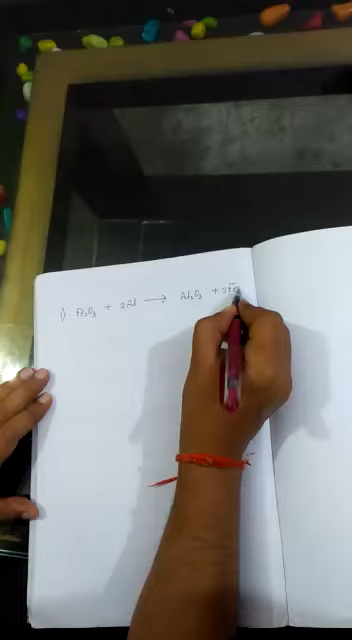 1) Fe₂O₃ + 2Al ⟶ Al₂O₃ + 2Fe